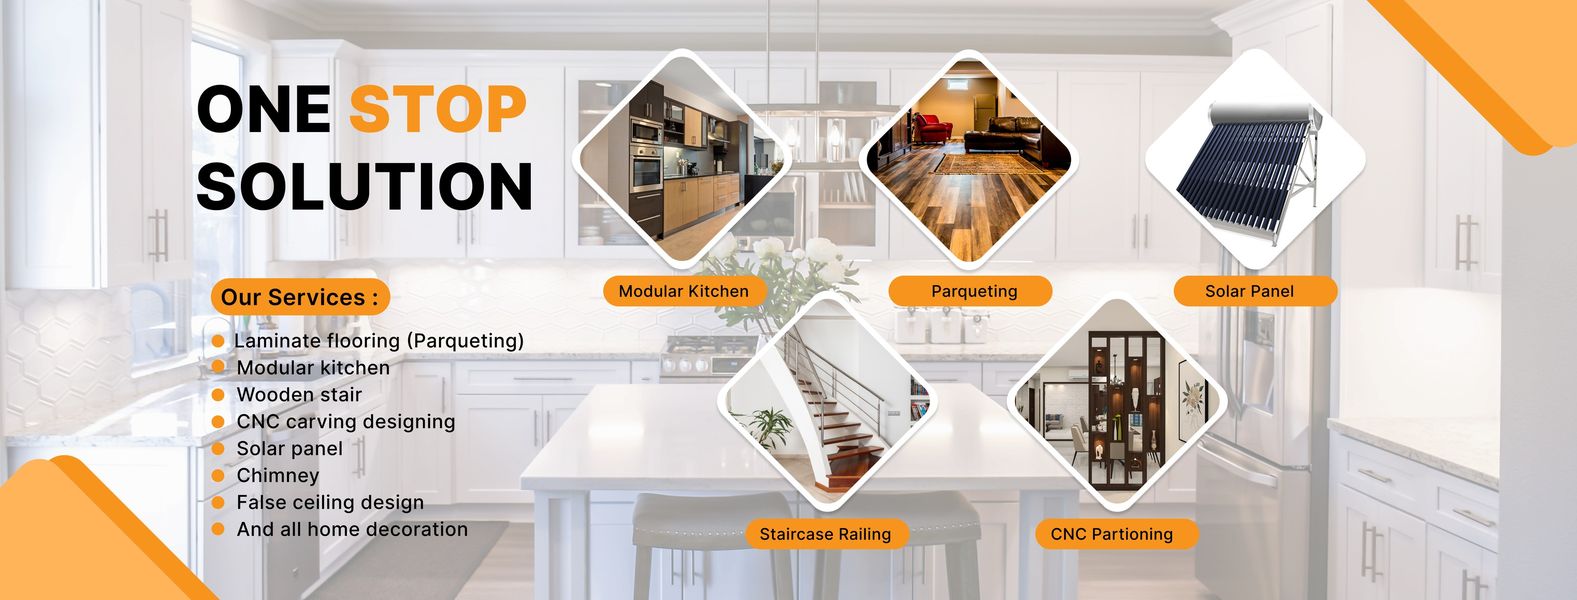 ONE STOP
SOLUTION
Our Services :
Laminate flooring (Parqueting)
Modular kitchen
Wooden stair
CNC carving designing
Solar panel
Chimney
False ceiling design
And all home decoration
Modular Kitchen
Parqueting
Solar Panel
Staircase Railing
CNC Partioning